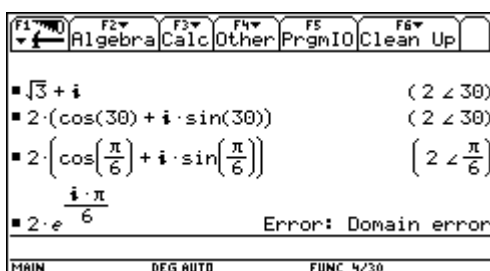 F1 F2 F3 F4 F5 F6
Algebra Calc Other PrgmIO Clean Up
√3 + i (2 ∠ 30)
2·(cos(30) + i·sin(30)) (2 ∠ 30)
2·(cos(π/6) + i·sin(π/6)) (2 ∠ π/6)
2·e^(i·π/6) Error: Domain error
MAIN DEG AUTO FUNC 4/30